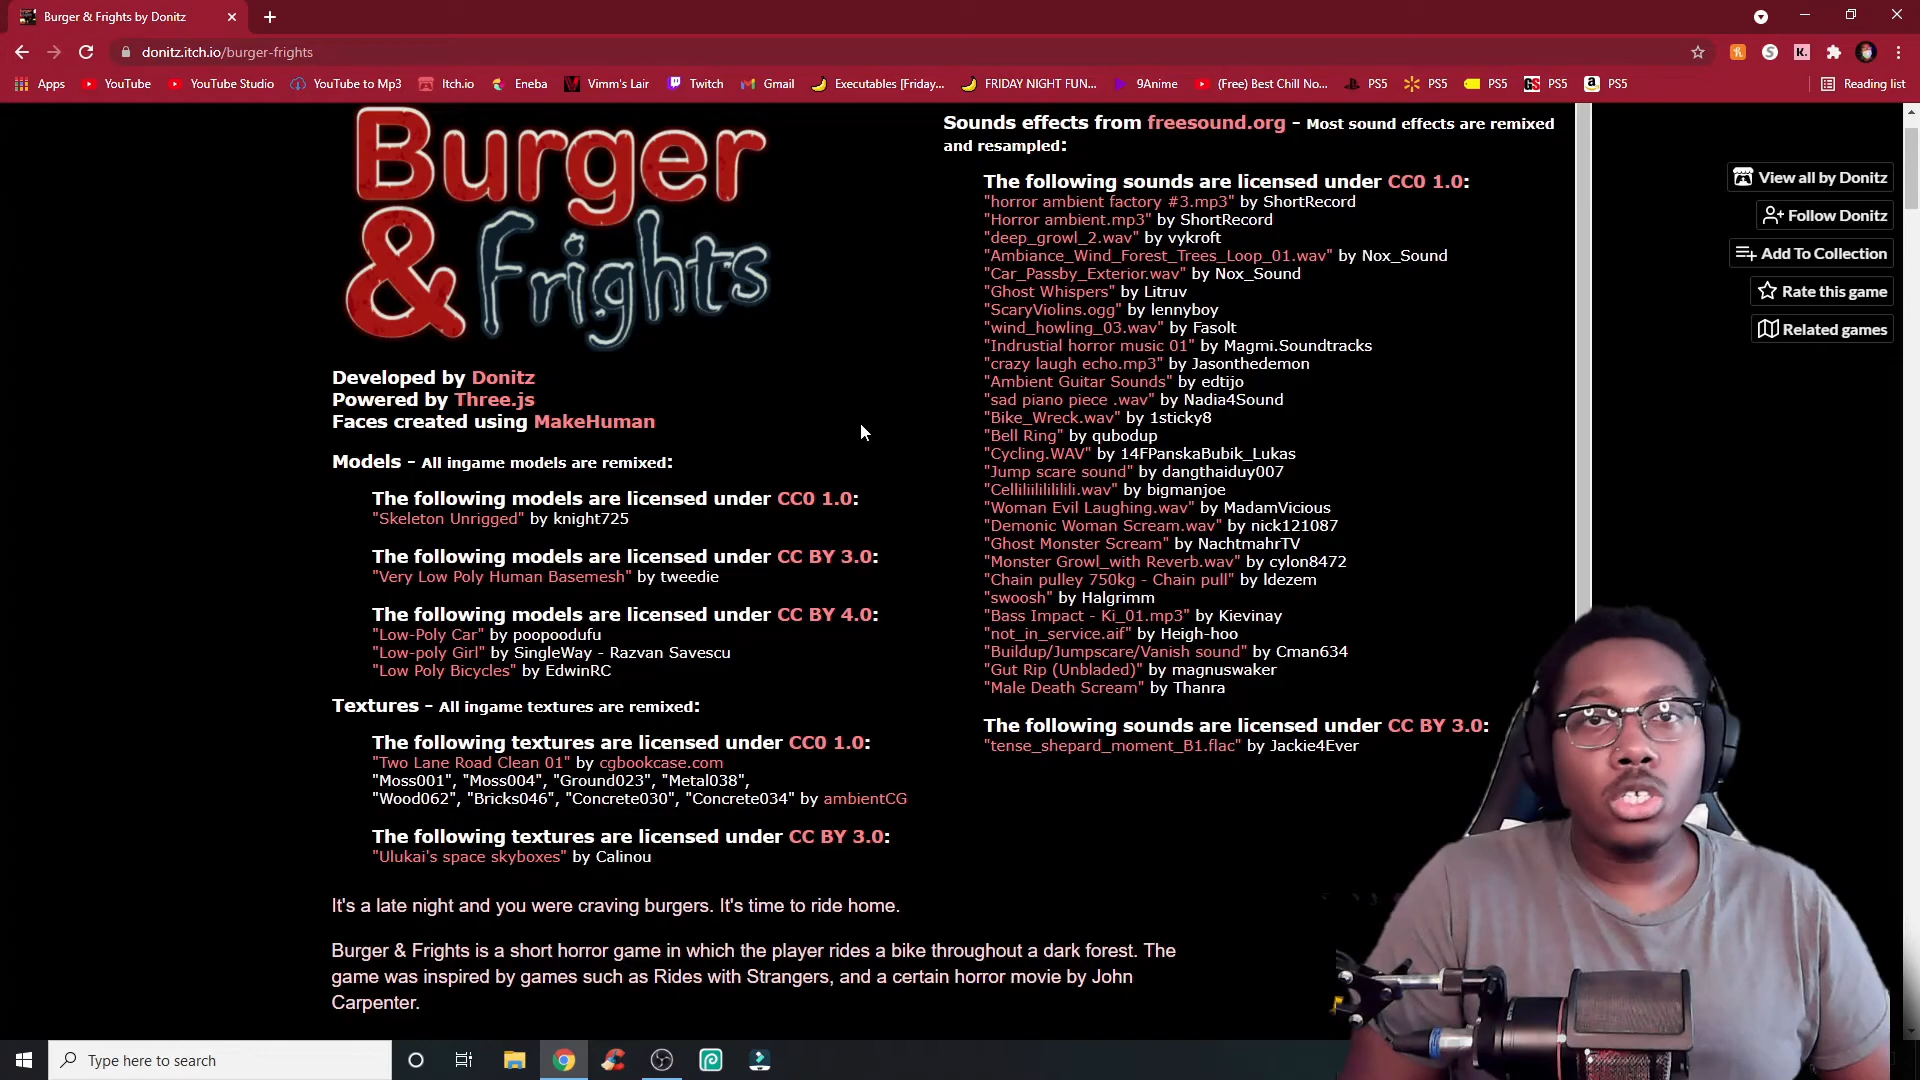 Burger & Frights by Donitz
donitz.itch.io/burger-frights
Apps YouTube YouTube Studio YouTube to Mp3 Itch.io Eneba Vimm's Lair Twitch Gmail Executables [Friday... FRIDAY NIGHT FUN... 9Anime (Free) Best Chill No... PS5 PS5 PS5 PS5 PS5 Reading list
Burger
& Frights
Developed by Donitz
Powered by Three.js
Faces created using MakeHuman
Models - All ingame models are remixed:
The following models are licensed under CC0 1.0:
"Skeleton Unrigged" by knight725
The following models are licensed under CC BY 3.0:
"Very Low Poly Human Basemesh" by tweedie
The following models are licensed under CC BY 4.0:
"Low-Poly Car" by poopoodufu
"Low-poly Girl" by SingleWay - Razvan Savescu
"Low Poly Bicycles" by EdwinRC
Textures - All ingame textures are remixed:
The following textures are licensed under CC0 1.0:
"Two Lane Road Clean 01" by cgbookcase.com
"Moss001", "Moss004", "Ground023", "Metal038",
"Wood062", "Bricks046", "Concrete030", "Concrete034" by ambientCG
The following textures are licensed under CC BY 3.0:
"Ulukai's space skyboxes" by Calinou
Sounds effects from freesound.org - Most sound effects are remixed
and resampled:
The following sounds are licensed under CC0 1.0:
"horror ambient factory #3.mp3" by ShortRecord
"Horror ambient.mp3" by ShortRecord
"deep_growl_2.wav" by vykroft
"Ambiance_Wind_Forest_Trees_Loop_01.wav" by Nox_Sound
"Car_Passby_Exterior.wav" by Nox_Sound
"Ghost Whispers" by Litruv
"ScaryViolins.ogg" by lennyboy
"wind_howling_03.wav" by Fasolt
"Indrustial horror music 01" by Magmi.Soundtracks
"crazy laugh echo.mp3" by Jasonthedemon
"Ambient Guitar Sounds" by edtijo
"sad piano piece .wav" by Nadia4Sound
"Bike_Wreck.wav" by 1sticky8
"Bell Ring" by qubodup
"Cycling.WAV" by 14FPanskaBubik_Lukas
"Jump scare sound" by dangthaiduy007
"Celliliilililililili.wav" by bigmanjoe
"Woman Evil Laughing.wav" by MadamVicious
"Demonic Woman Scream.wav" by nick121087
"Ghost Monster Scream" by NachtmahrTV
"Monster Growl_with Reverb.wav" by cylon8472
"Chain pulley 750kg - Chain pull" by ldezem
"swoosh" by Halgrimm
"Bass Impact - Ki_01.mp3" by Kievinay
"not_in_service.aif" by Heigh-hoo
"Buildup/Jumpscare/Vanish sound" by Cman634
"Gut Rip (Unbladed)" by magnuswaker
"Male Death Scream" by Thanra
The following sounds are licensed under CC BY 3.0:
"tense_shepard_moment_B1.flac" by Jackie4Ever
View all by Donitz
Follow Donitz
Add To Collection
Rate this game
Related games
It's a late night and you were craving burgers. It's time to ride home.
Burger & Frights is a short horror game in which the player rides a bike throughout a dark forest. The
game was inspired by games such as Rides with Strangers, and a certain horror movie by John
Carpenter.
Type here to search